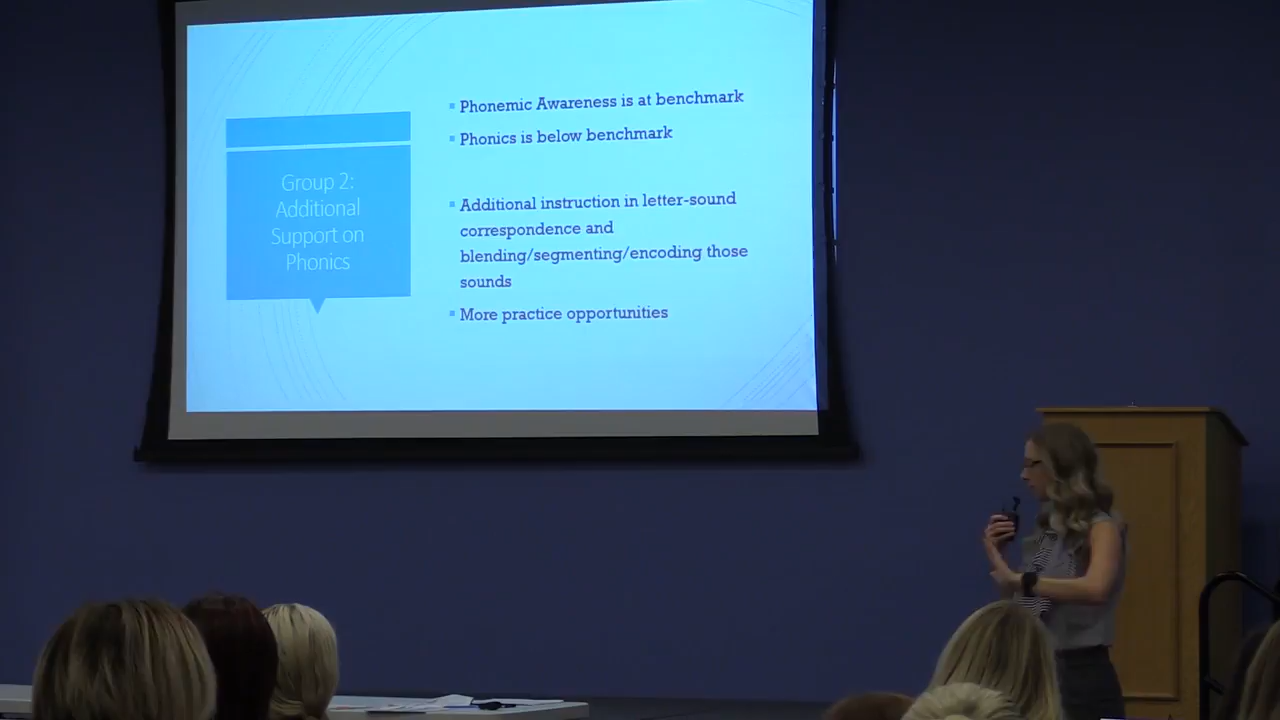 Group 2:
Additional
Support on
Phonics
Phonemic Awareness is at benchmark
Phonics is below benchmark
Additional instruction in letter-sound
correspondence and
blending/segmenting/encoding those
sounds
More practice opportunities